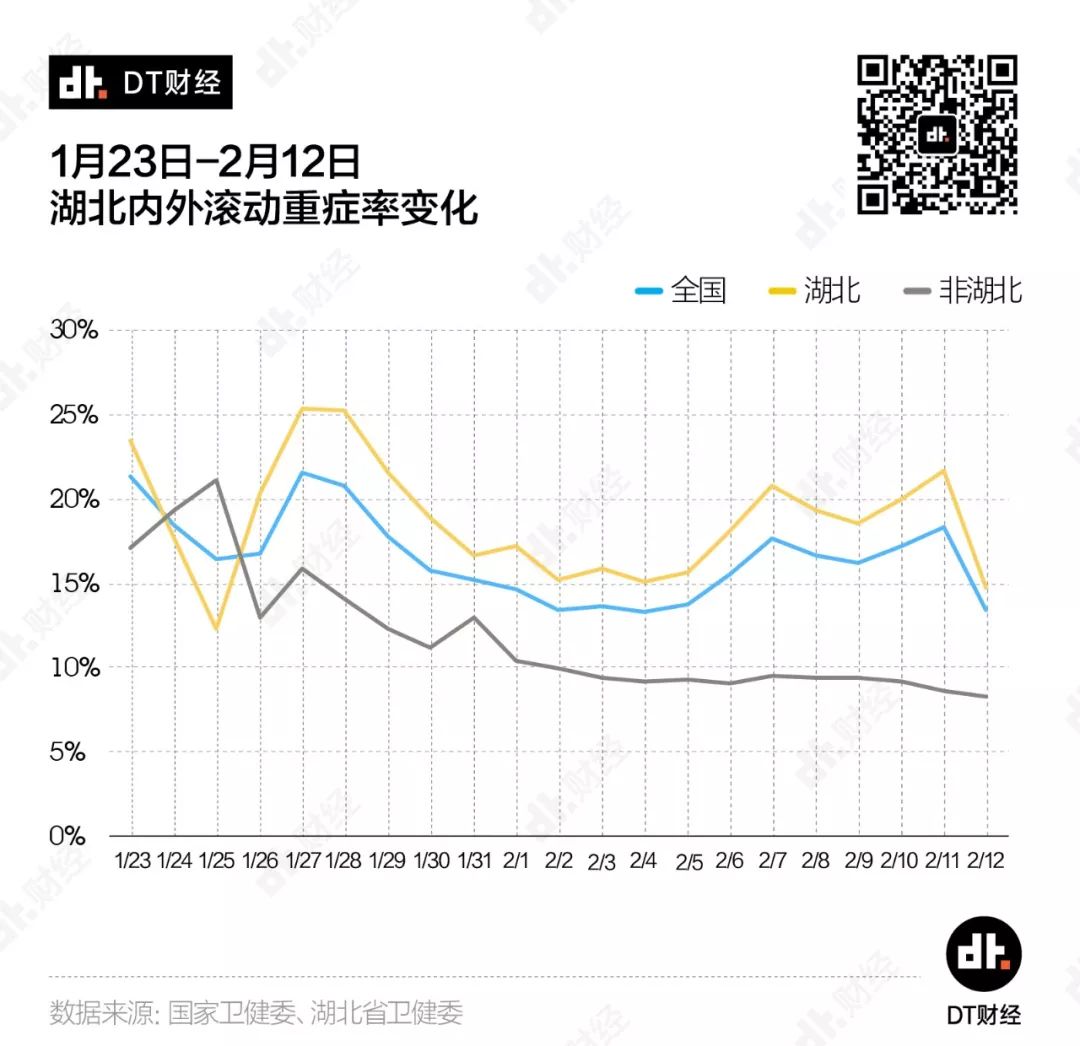 DT财经
1月23日-2月12日
湖北内外滚动重症率变化
全国 湖北 非湖北
30%
25%
20%
15%
10%
5%
0%
1/23 1/24 1/25 1/26 1/27 1/28 1/29 1/30 1/31 2/1 2/2 2/3 2/4 2/5 2/6 2/7 2/8 2/9 2/10 2/11 2/12
数据来源: 国家卫健委、湖北省卫健委
DT财经